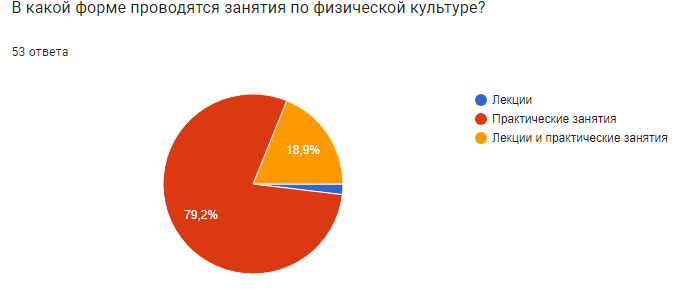 В какой форме проводятся занятия по физической культуре?
53 ответа
Лекции
Практические занятия
Лекции и практические занятия
18,9%
79,2%